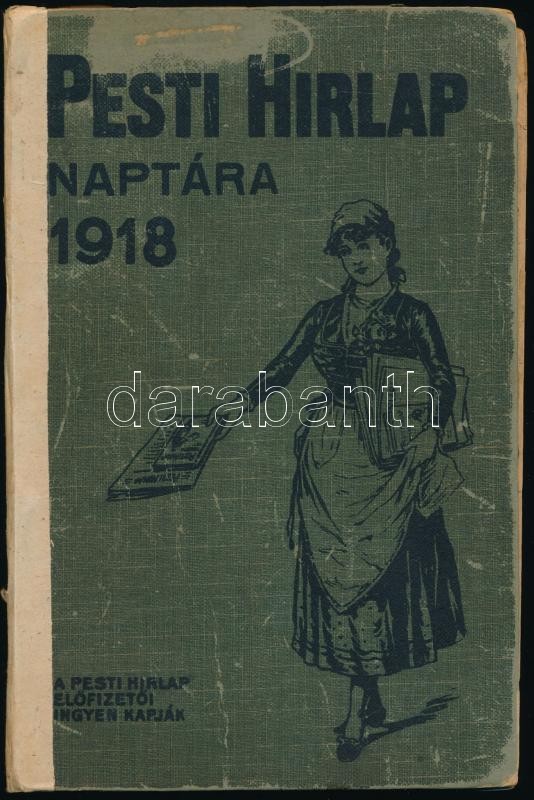 PESTI HIRLAP
NAPTÁRA
1918
darabanth
A PESTI HIRLAP
ELŐFIZETŐI
INGYEN KAPJÁK